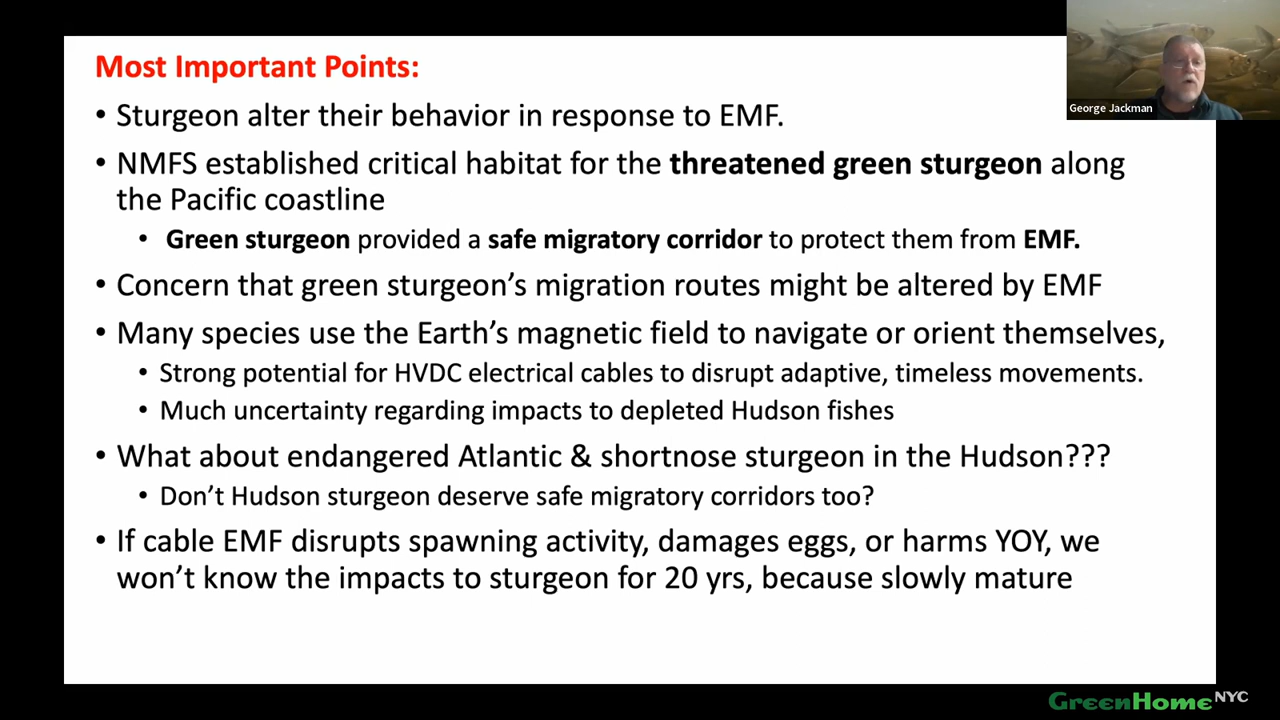 Most Important Points:
• Sturgeon alter their behavior in response to EMF.
• NMFS established critical habitat for the threatened green sturgeon along
the Pacific coastline
• Green sturgeon provided a safe migratory corridor to protect them from EMF.
• Concern that green sturgeon’s migration routes might be altered by EMF
• Many species use the Earth’s magnetic field to navigate or orient themselves,
• Strong potential for HVDC electrical cables to disrupt adaptive, timeless movements.
• Much uncertainty regarding impacts to depleted Hudson fishes
• What about endangered Atlantic & shortnose sturgeon in the Hudson???
• Don’t Hudson sturgeon deserve safe migratory corridors too?
• If cable EMF disrupts spawning activity, damages eggs, or harms YOY, we
won’t know the impacts to sturgeon for 20 yrs, because slowly mature
George Jackman
GreenHomeNYC